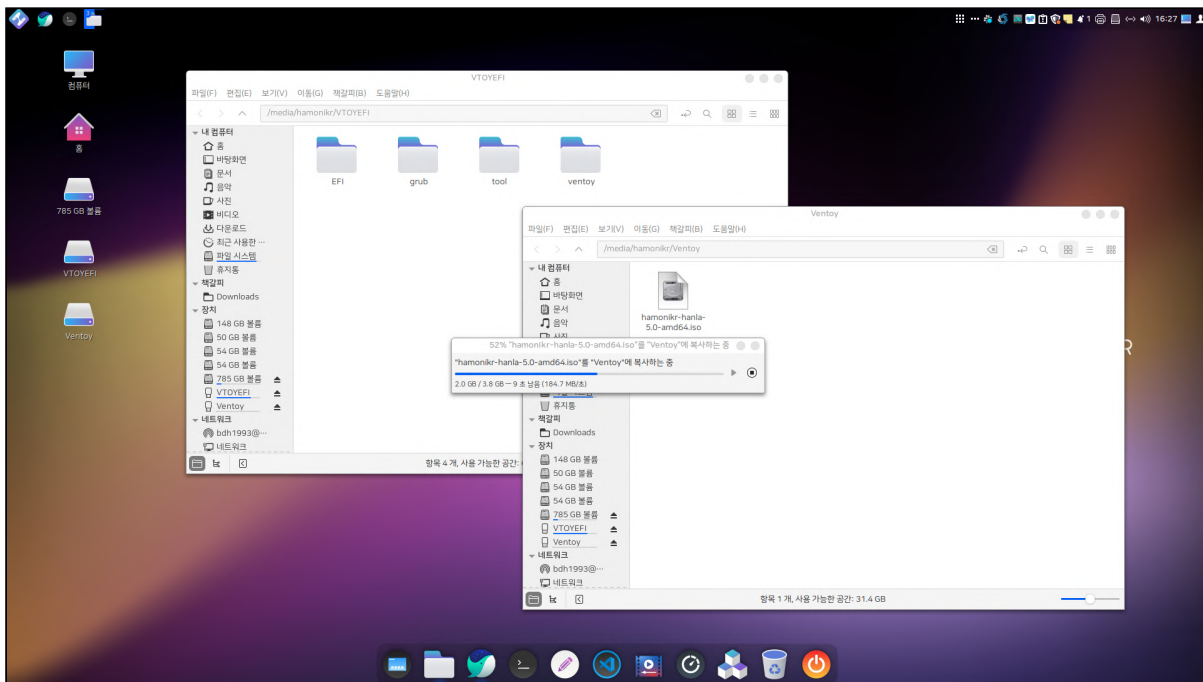 1
16:27
컴퓨터
홈
785 GB 볼륨
VTOYEFI
Ventoy
VTOYEFI
파일(F) 편집(E) 보기(V) 이동(G) 책갈피(B) 도움말(H)
/media/hamonikr/VTOYEFI
내 컴퓨터
홈
바탕화면
문서
음악
사진
비디오
다운로드
최근 사용한 ···
파일 시스템
휴지통
책갈피
Downloads
장치
148 GB 볼륨
50 GB 볼륨
54 GB 볼륨
54 GB 볼륨
785 GB 볼륨
VTOYEFI
Ventoy
네트워크
bdh1993@···
네트워크
EFI
grub
tool
ventoy
항목 4 개, 사용 가능한 공간:
Ventoy
파일(F) 편집(E) 보기(V) 이동(G) 책갈피(B) 도움말(H)
/media/hamonikr/Ventoy
내 컴퓨터
홈
바탕화면
문서
음악
사진
hamonikr-hanla-
5.0-amd64.iso
52% "hamonikr-hanla-5.0-amd64.iso"를 "Ventoy"에 복사하는 중
"hamonikr-hanla-5.0-amd64.iso"를 "Ventoy"에 복사하는 중
2.0 GB / 3.8 GB — 9 초 남음 (184.7 MB/초)
휴지통
책갈피
Downloads
장치
148 GB 볼륨
50 GB 볼륨
54 GB 볼륨
54 GB 볼륨
785 GB 볼륨
VTOYEFI
Ventoy
네트워크
bdh1993@···
네트워크
항목 1 개, 사용 가능한 공간: 31.4 GB
R